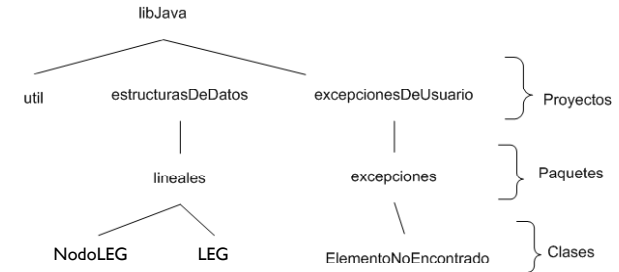 libJava
util
estructurasDeDatos
excepcionesDeUsuario
Proyectos
lineales
excepciones
Paquetes
NodoLEG
LEG
ElementoNoEncontrado
Clases